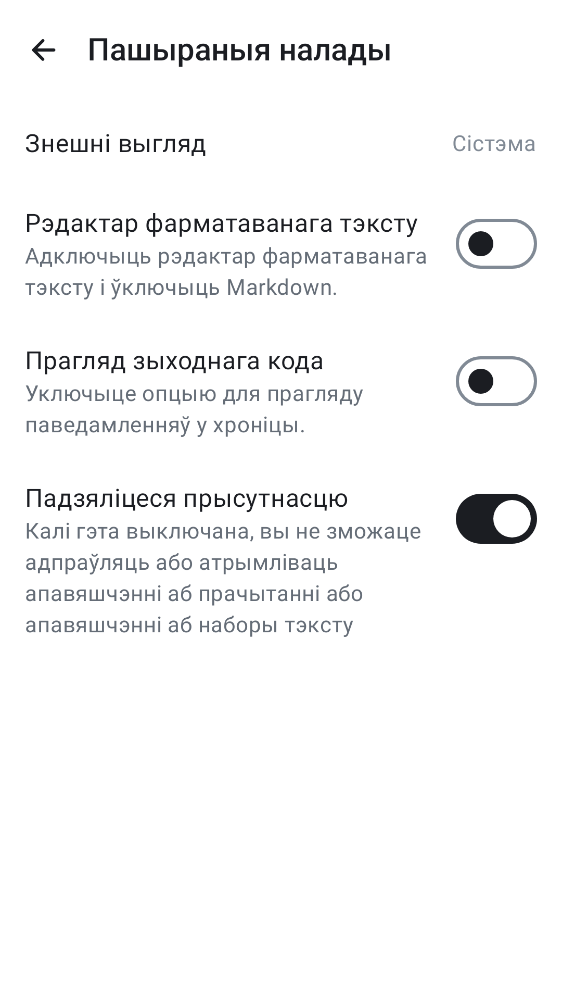 Пашыраныя налады
Знешні выгляд
Сістэма
Рэдактар фарматаванага тэксту
Адключыць рэдактар фарматаванага
тэксту і ўключыць Markdown.
Прагляд зыходнага кода
Уключыце опцыю для прагляду
паведамленняў у хроніцы.
Падзяліцеся прысутнасцю
Калі гэта выключана, вы не зможаце
адпраўляць або атрымліваць
апавяшчэнні аб прачытанні або
апавяшчэнні аб наборы тэксту